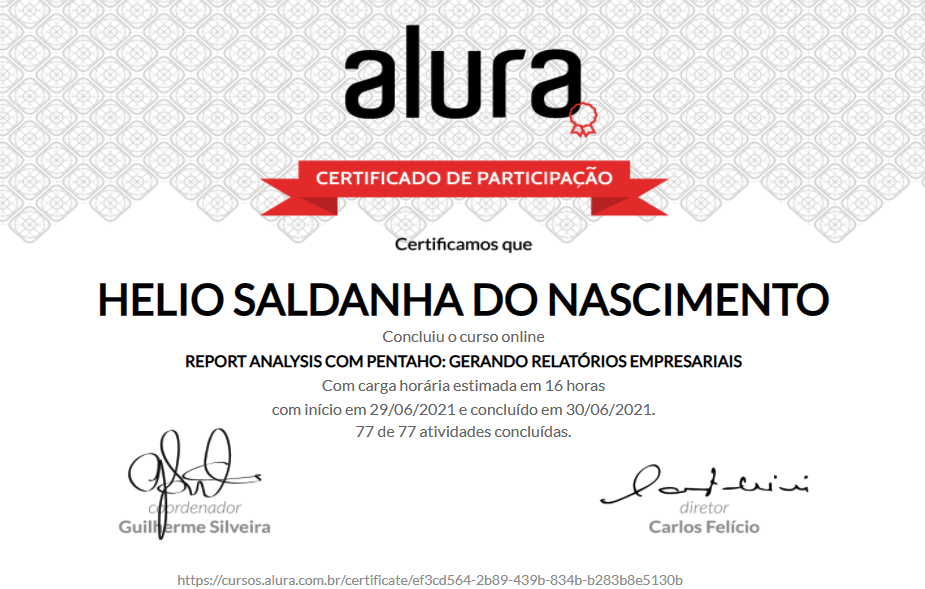 alura
CERTIFICADO DE PARTICIPAÇÃO
Certificamos que
HELIO SALDANHA DO NASCIMENTO
Concluiu o curso online
REPORT ANALYSIS COM PENTAHO: GERANDO RELATÓRIOS EMPRESARIAIS
Com carga horária estimada em 16 horas
com início em 29/06/2021 e concluído em 30/06/2021.
77 de 77 atividades concluídas.
coordenador
Guilherme Silveira
diretor
Carlos Felício
https://cursos.alura.com.br/certificate/ef3cd564-2b89-439b-834b-b283b8e5130b